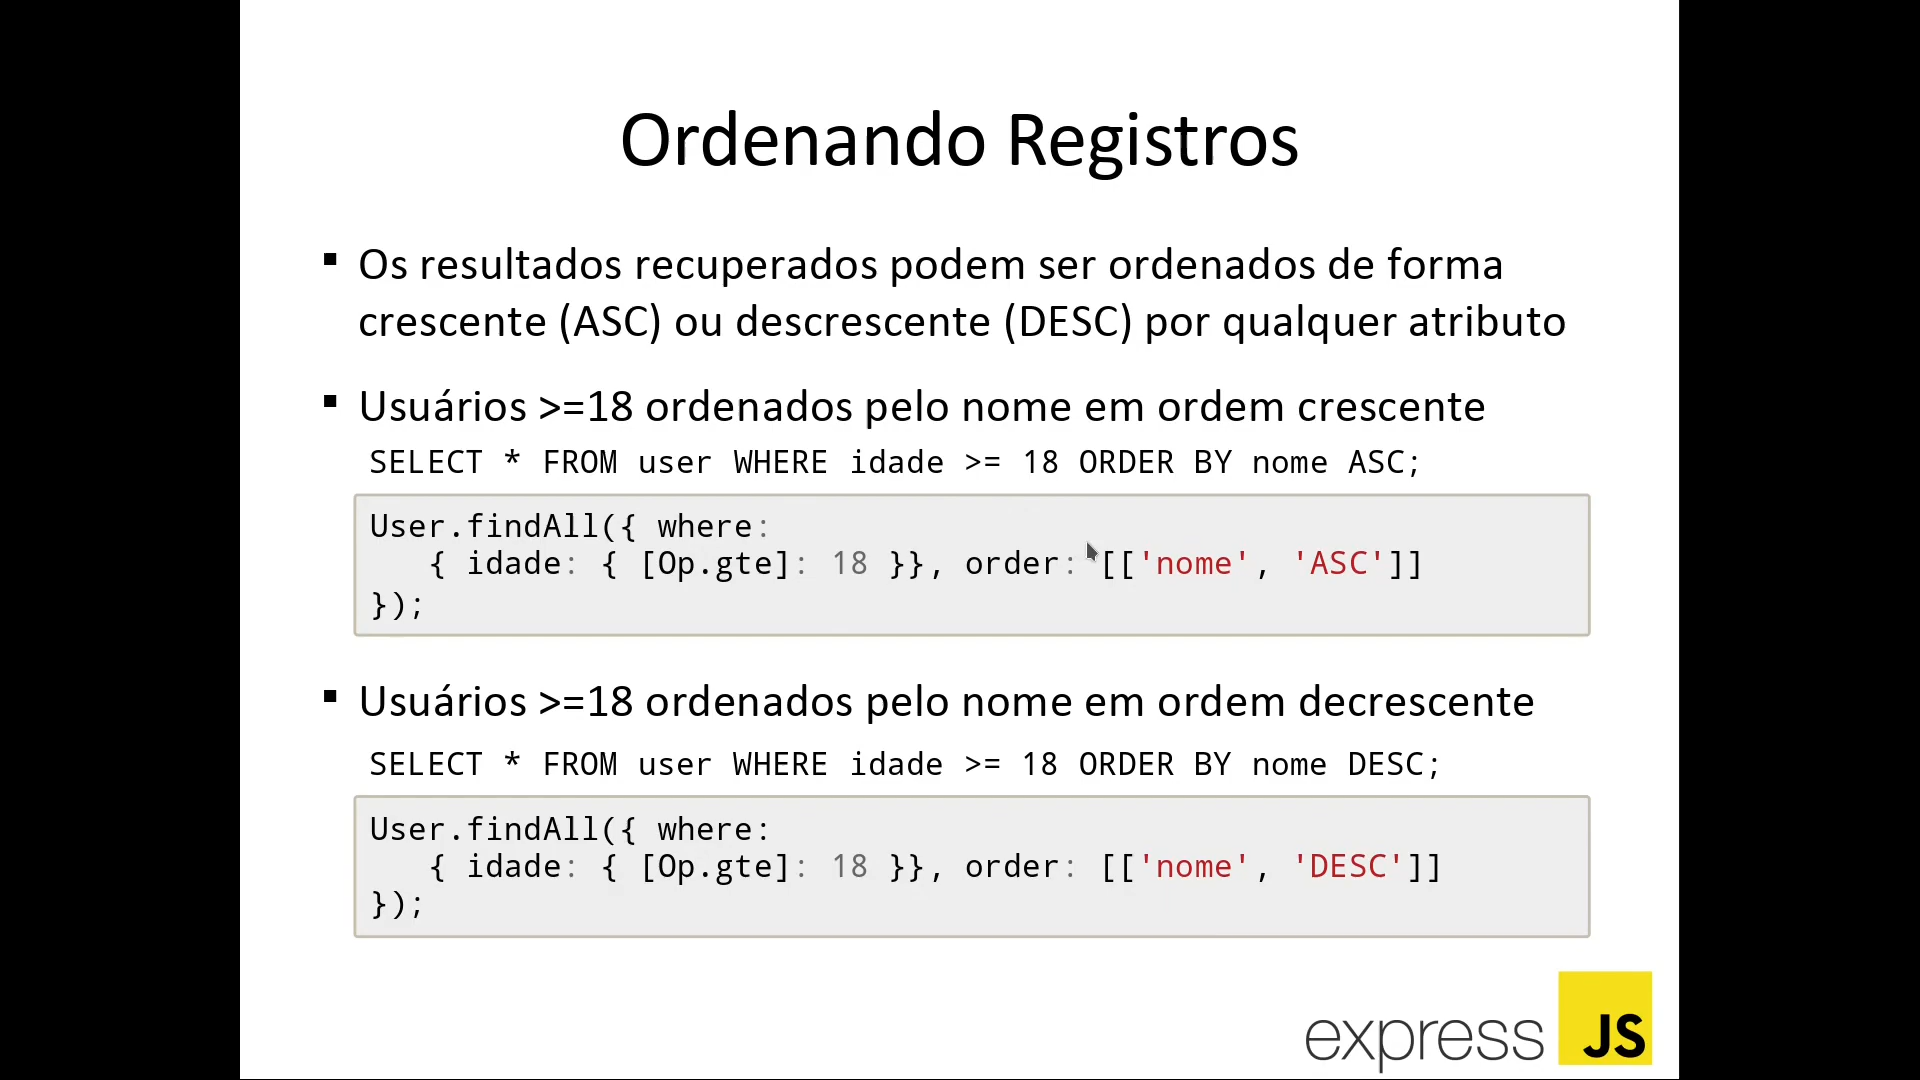 Ordenando Registros
Os resultados recuperados podem ser ordenados de forma
crescente (ASC) ou descrescente (DESC) por qualquer atributo
Usuários >=18 ordenados pelo nome em ordem crescente
SELECT * FROM user WHERE idade >= 18 ORDER BY nome ASC;
User.findAll({ where:
{ idade: { [Op.gte]: 18 }}, order: [['nome', 'ASC']]
});
Usuários >=18 ordenados pelo nome em ordem decrescente
SELECT * FROM user WHERE idade >= 18 ORDER BY nome DESC;
User.findAll({ where:
{ idade: { [Op.gte]: 18 }}, order: [['nome', 'DESC']]
});
express JS